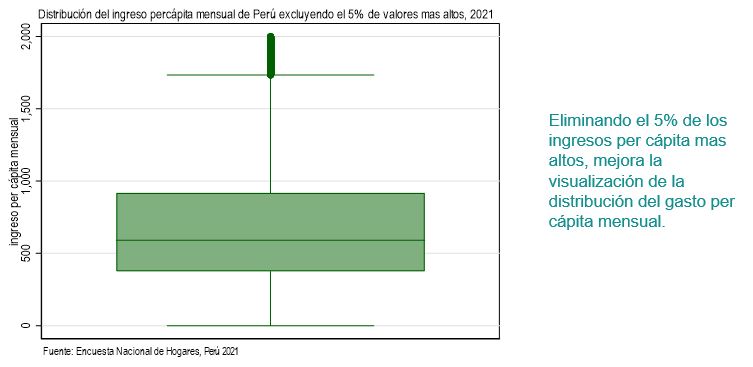 Distribución del ingreso percápita mensual de Perú excluyendo el 5% de valores mas altos, 2021
2,000
1,500
1,000
500
0
ingreso per cápita mensual
Fuente: Encuesta Nacional de Hogares, Perú 2021
Eliminando el 5% de los
ingresos per cápita mas
altos, mejora la
visualización de la
distribución del gasto per
cápita mensual.